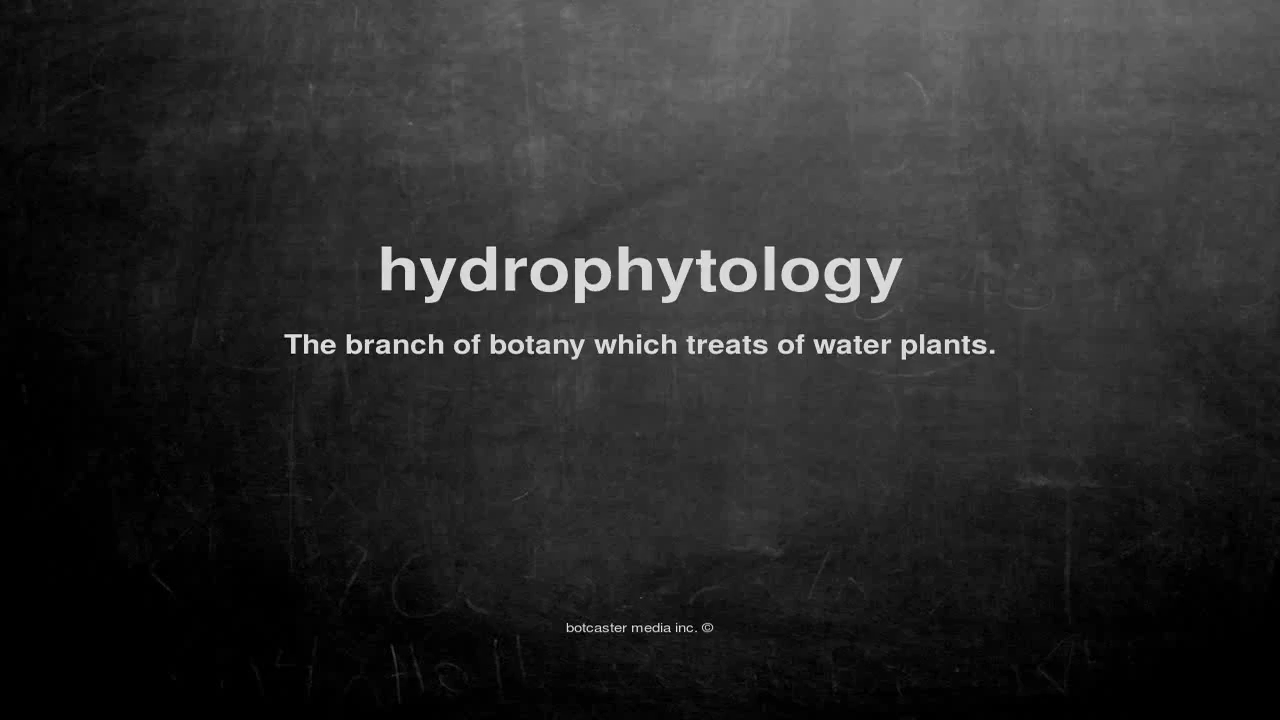 hydrophytology
The branch of botany which treats of water plants.
botcaster media inc. ©